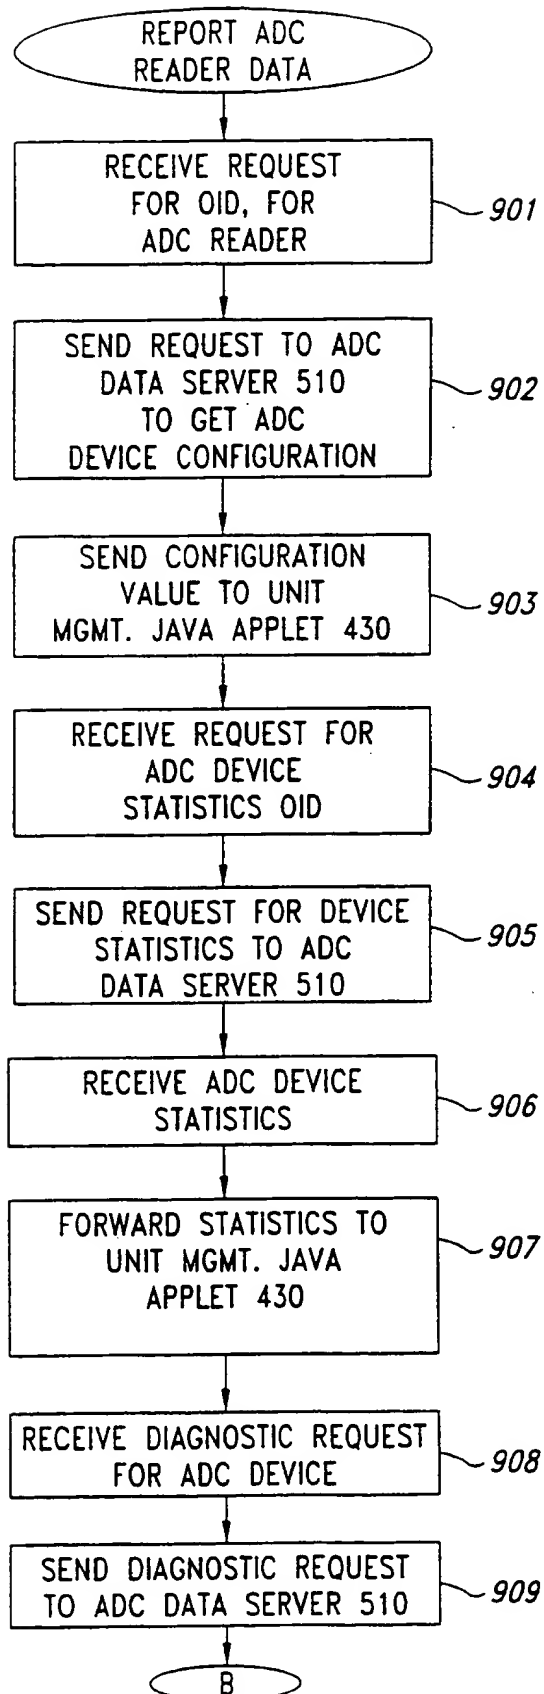 REPORT ADC
READER DATA
RECEIVE REQUEST
FOR OID, FOR
ADC READER
901
SEND REQUEST TO ADC
DATA SERVER 510
TO GET ADC
DEVICE CONFIGURATION
902
SEND CONFIGURATION
VALUE TO UNIT
MGMT. JAVA APPLET 430
903
RECEIVE REQUEST FOR
ADC DEVICE
STATISTICS OID
904
SEND REQUEST FOR DEVICE
STATISTICS TO ADC
DATA SERVER 510
905
RECEIVE ADC DEVICE
STATISTICS
906
FORWARD STATISTICS TO
UNIT MGMT. JAVA
APPLET 430
907
RECEIVE DIAGNOSTIC REQUEST
FOR ADC DEVICE
908
SEND DIAGNOSTIC REQUEST
TO ADC DATA SERVER 510
909
B